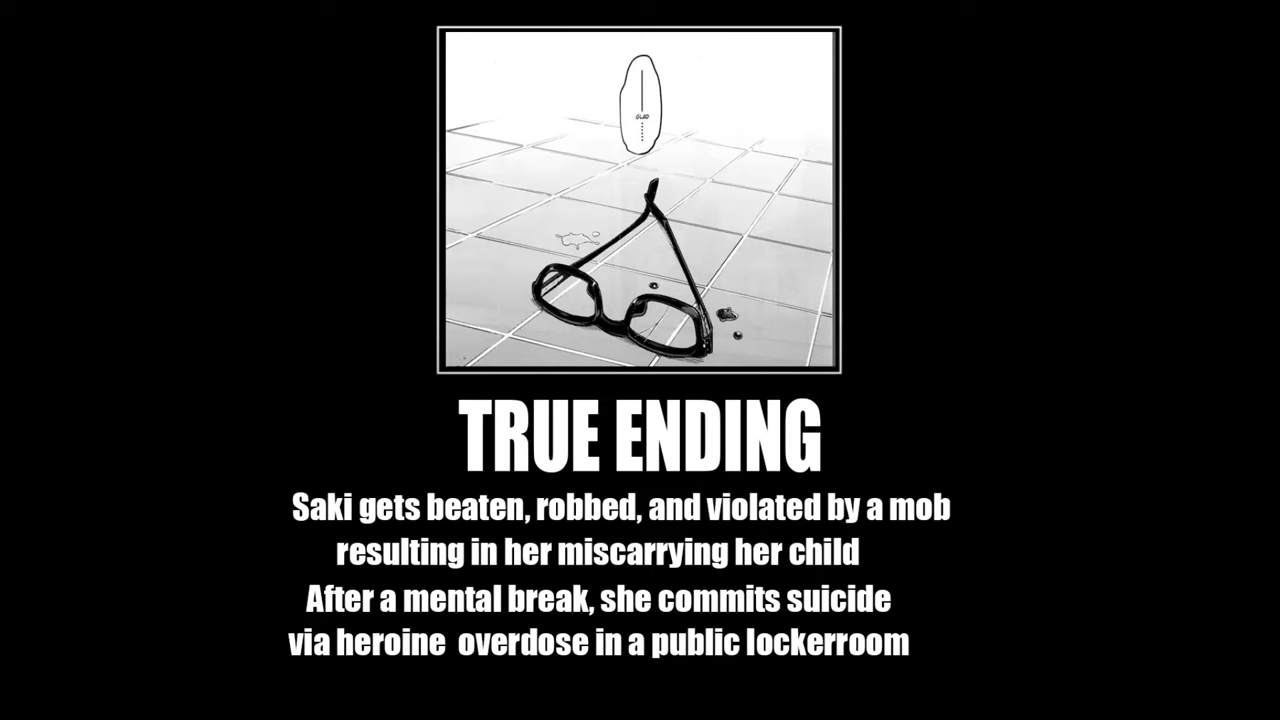 GLAD
TRUE ENDING
Saki gets beaten, robbed, and violated by a mob
resulting in her miscarrying her child
After a mental break, she commits suicide
via heroine overdose in a public lockerroom